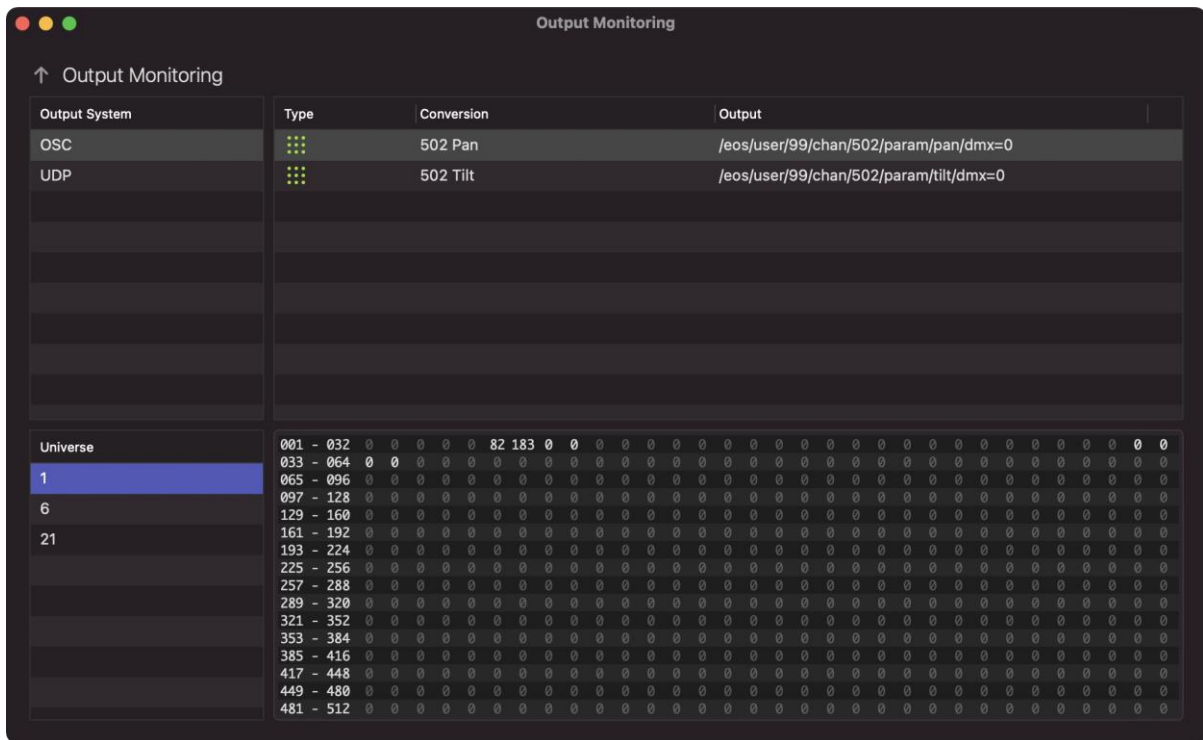 Output Monitoring
↑ Output Monitoring
Output System
OSC
UDP
Type Conversion Output
502 Pan /eos/user/99/chan/502/param/pan/dmx=0
502 Tilt /eos/user/99/chan/502/param/tilt/dmx=0
Universe
1
6
21
001 - 032 0 0 0 0 0 82 183 0 0 0 0 0 0 0 0 0 0 0 0 0 0 0 0 0 0 0 0 0 0 0 0 0
033 - 064 0 0 0 0 0 0 0 0 0 0 0 0 0 0 0 0 0 0 0 0 0 0 0 0 0 0 0 0 0 0 0 0
065 - 096 0 0 0 0 0 0 0 0 0 0 0 0 0 0 0 0 0 0 0 0 0 0 0 0 0 0 0 0 0 0 0 0
097 - 128 0 0 0 0 0 0 0 0 0 0 0 0 0 0 0 0 0 0 0 0 0 0 0 0 0 0 0 0 0 0 0 0
129 - 160 0 0 0 0 0 0 0 0 0 0 0 0 0 0 0 0 0 0 0 0 0 0 0 0 0 0 0 0 0 0 0 0
161 - 192 0 0 0 0 0 0 0 0 0 0 0 0 0 0 0 0 0 0 0 0 0 0 0 0 0 0 0 0 0 0 0 0
193 - 224 0 0 0 0 0 0 0 0 0 0 0 0 0 0 0 0 0 0 0 0 0 0 0 0 0 0 0 0 0 0 0 0
225 - 256 0 0 0 0 0 0 0 0 0 0 0 0 0 0 0 0 0 0 0 0 0 0 0 0 0 0 0 0 0 0 0 0
257 - 288 0 0 0 0 0 0 0 0 0 0 0 0 0 0 0 0 0 0 0 0 0 0 0 0 0 0 0 0 0 0 0 0
289 - 320 0 0 0 0 0 0 0 0 0 0 0 0 0 0 0 0 0 0 0 0 0 0 0 0 0 0 0 0 0 0 0 0
321 - 352 0 0 0 0 0 0 0 0 0 0 0 0 0 0 0 0 0 0 0 0 0 0 0 0 0 0 0 0 0 0 0 0
353 - 384 0 0 0 0 0 0 0 0 0 0 0 0 0 0 0 0 0 0 0 0 0 0 0 0 0 0 0 0 0 0 0 0
385 - 416 0 0 0 0 0 0 0 0 0 0 0 0 0 0 0 0 0 0 0 0 0 0 0 0 0 0 0 0 0 0 0 0
417 - 448 0 0 0 0 0 0 0 0 0 0 0 0 0 0 0 0 0 0 0 0 0 0 0 0 0 0 0 0 0 0 0 0
449 - 480 0 0 0 0 0 0 0 0 0 0 0 0 0 0 0 0 0 0 0 0 0 0 0 0 0 0 0 0 0 0 0 0
481 - 512 0 0 0 0 0 0 0 0 0 0 0 0 0 0 0 0 0 0 0 0 0 0 0 0 0 0 0 0 0 0 0 0